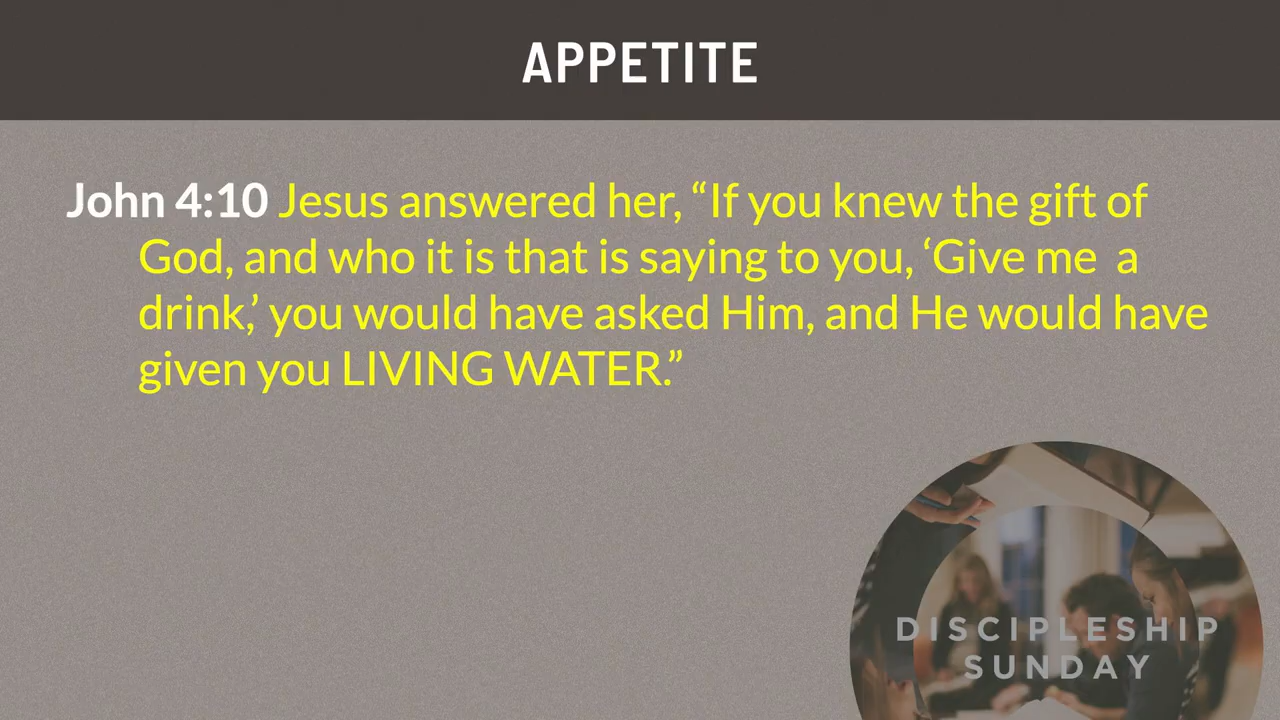 APPETITE
John 4:10 Jesus answered her, “If you knew the gift of
God, and who it is that is saying to you, ‘Give me  a
drink,’ you would have asked Him, and He would have
given you LIVING WATER.”
DISCIPLESHIP
SUNDAY